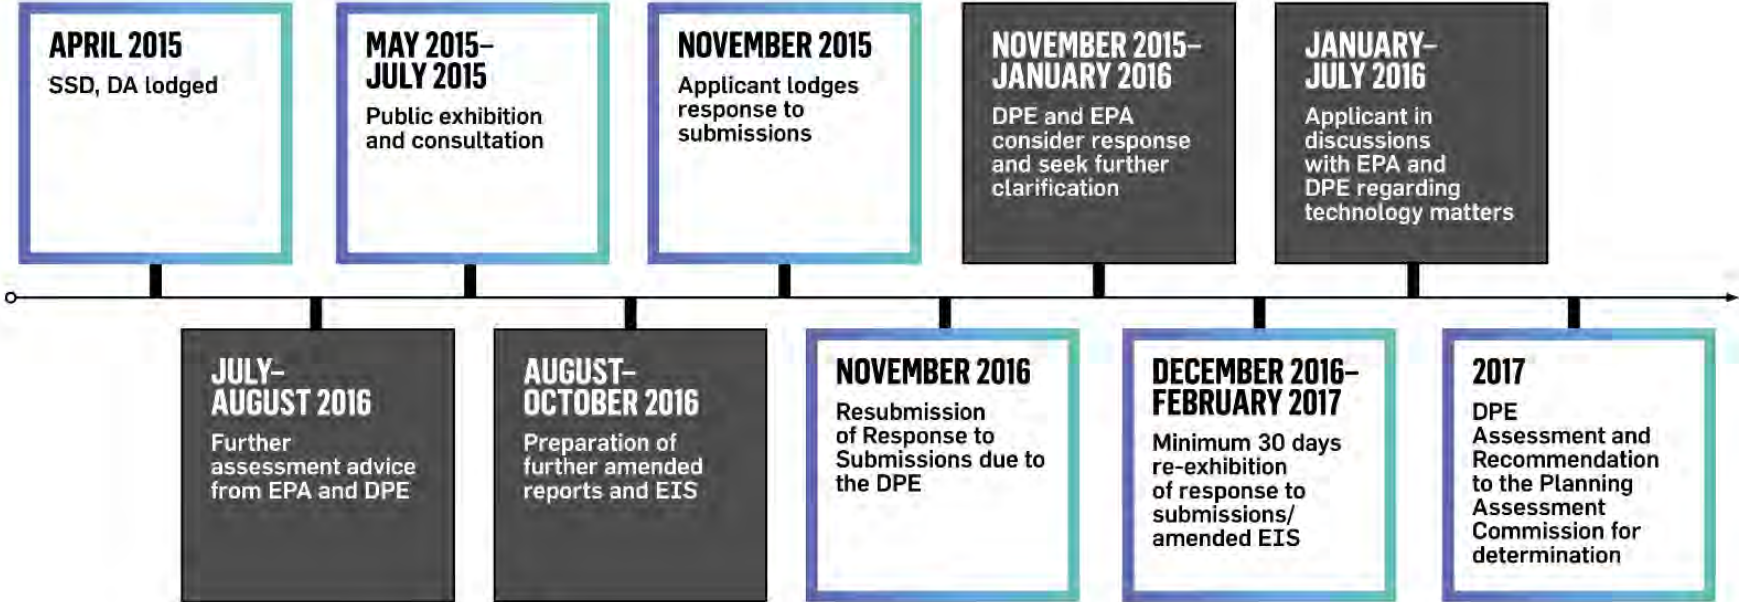 APRIL 2015
SSD, DA lodged
MAY 2015–
JULY 2015
Public exhibition
and consultation
NOVEMBER 2015
Applicant lodges
response to
submissions
NOVEMBER 2015–
JANUARY 2016
DPE and EPA
consider response
and seek further
clarification
JANUARY–
JULY 2016
Applicant in
discussions
with EPA and
DPE regarding
technology matters
JULY–
AUGUST 2016
Further
assessment advice
from EPA and DPE
AUGUST–
OCTOBER 2016
Preparation of
further amended
reports and EIS
NOVEMBER 2016
Resubmission
of Response to
Submissions due to
the DPE
DECEMBER 2016–
FEBRUARY 2017
Minimum 30 days
re-exhibition
of response to
submissions/
amended EIS
2017
DPE
Assessment and
Recommendation
to the Planning
Assessment
Commission for
determination